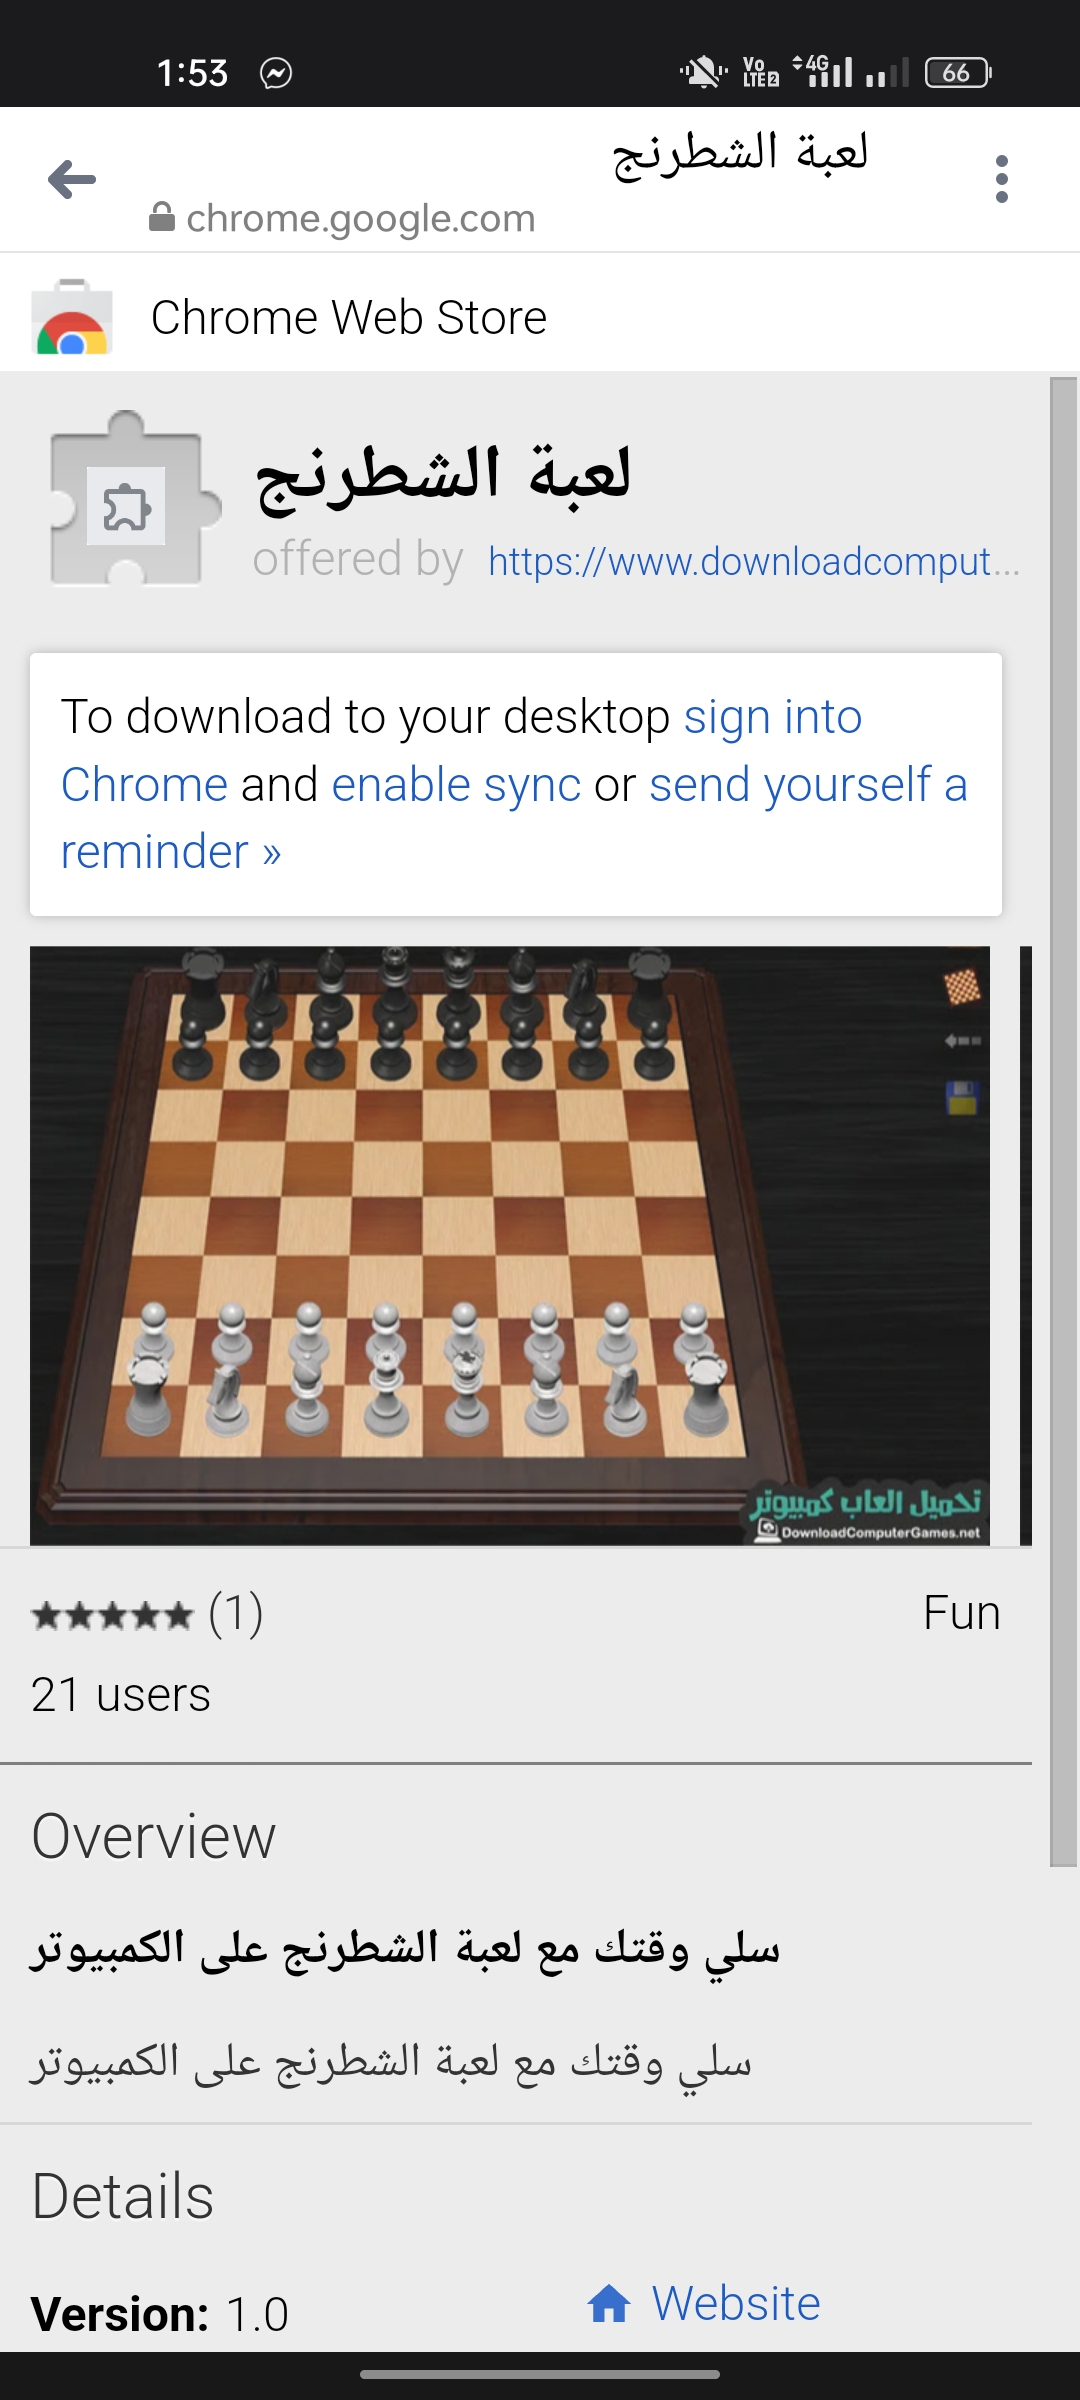 1:53
Vo LTE2 4G 66
لعبة الشطرنج
chrome.google.com
Chrome Web Store
لعبة الشطرنج
offered by https://www.downloadcomput...
To download to your desktop sign into
Chrome and enable sync or send yourself a
reminder »
تحميل العاب كمبيوتر
DownloadComputerGames.net
(1)
Fun
21 users
Overview
سلي وقتك مع لعبة الشطرنج على الكمبيوتر
سلي وقتك مع لعبة الشطرنج على الكمبيوتر
Details
Version: 1.0
Website